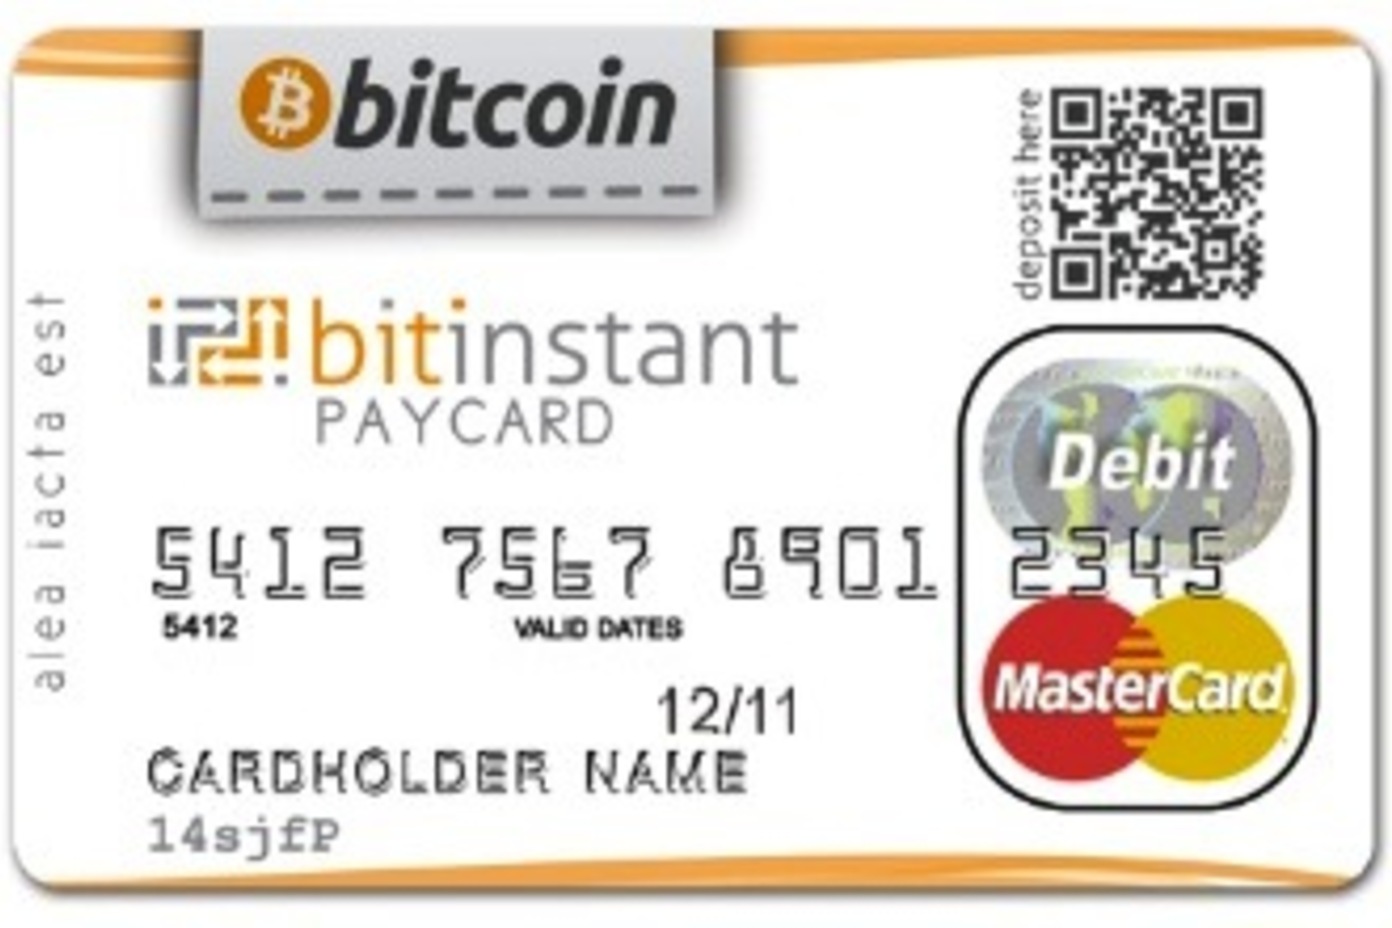 bitcoin
deposit here
alea iacta est
bitinstant
PAYCARD
Debit
5412 7567 8901 2345
5412 VALID DATES
MasterCard
12/11
CARDHOLDER NAME
14sjfP